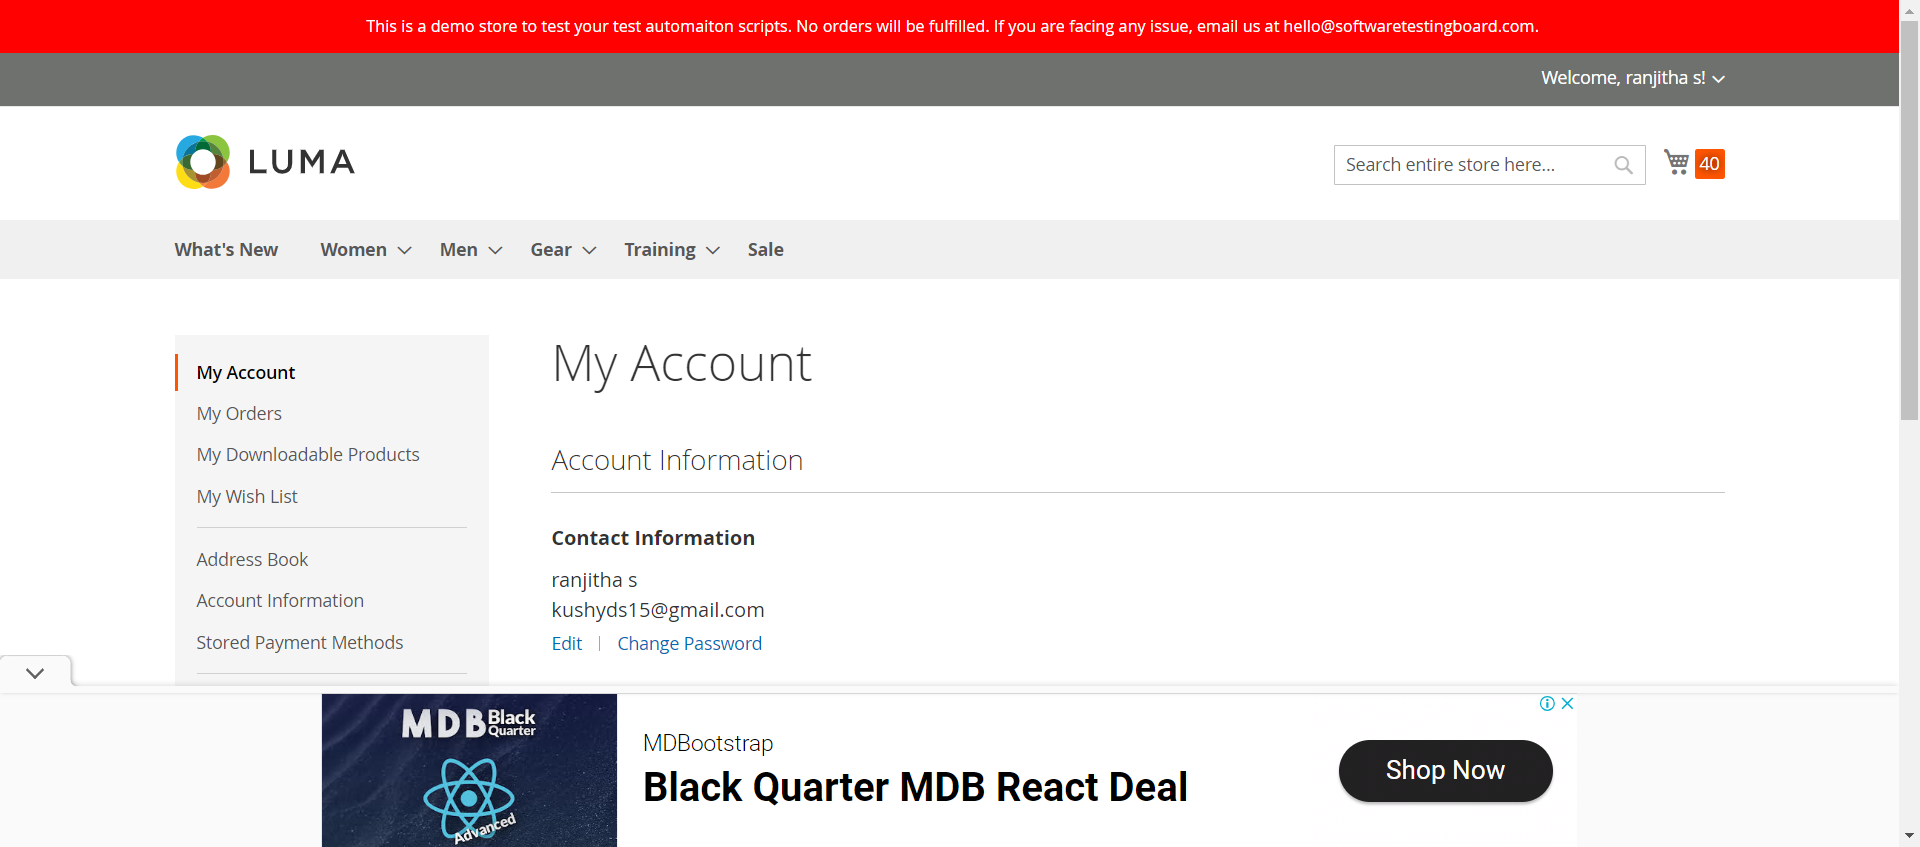 This is a demo store to test your test automaiton scripts. No orders will be fulfilled. If you are facing any issue, email us at hello@softwaretestingboard.com.
Welcome, ranjitha s!
LUMA
Search entire store here...
40
What's New
Women
Men
Gear
Training
Sale
My Account
My Orders
My Downloadable Products
My Wish List
Address Book
Account Information
Stored Payment Methods
My Account
Account Information
Contact Information
ranjitha s
kushyds15@gmail.com
Edit | Change Password
MDB Black Quarter
Advanced
MDBootstrap
Black Quarter MDB React Deal
Shop Now